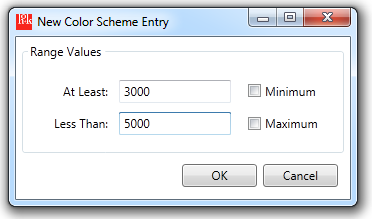 New Color Scheme Entry
Range Values
At Least: 3000 Minimum
Less Than: 5000 Maximum
OK Cancel